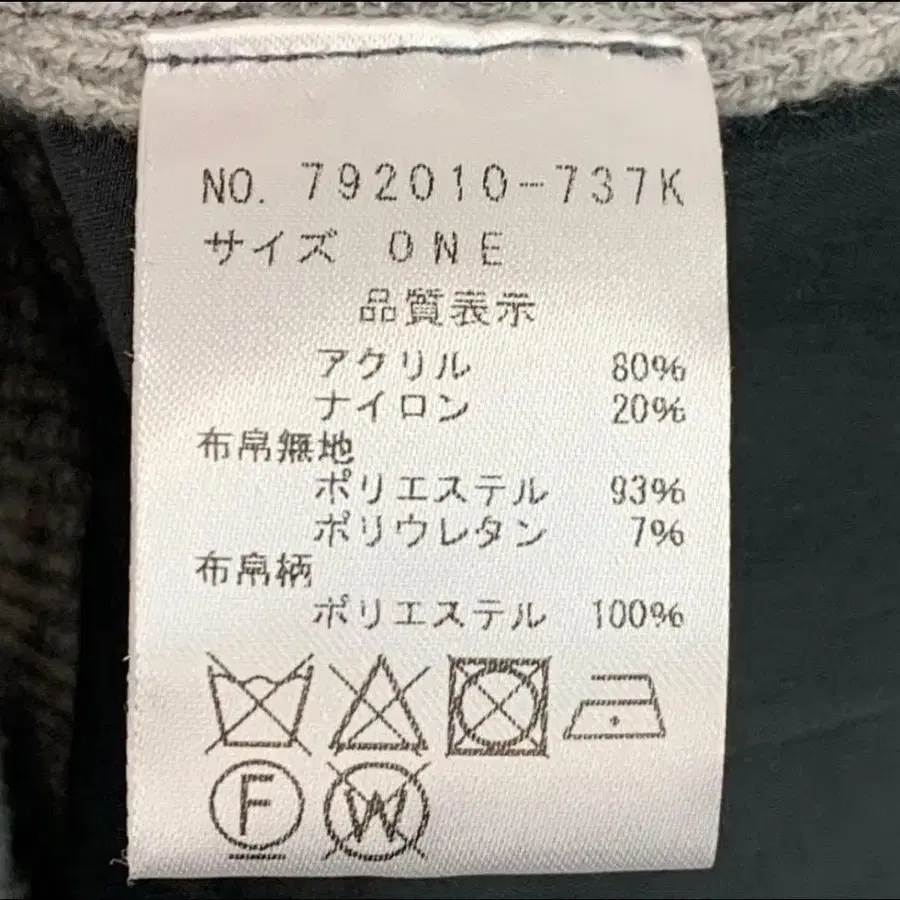 NO. 792010-737K
サイズ ONE
品質表示
アクリル 80%
ナイロン 20%
布帛無地
ポリエステル 93%
ポリウレタン 7%
布帛柄
ポリエステル 100%
F W